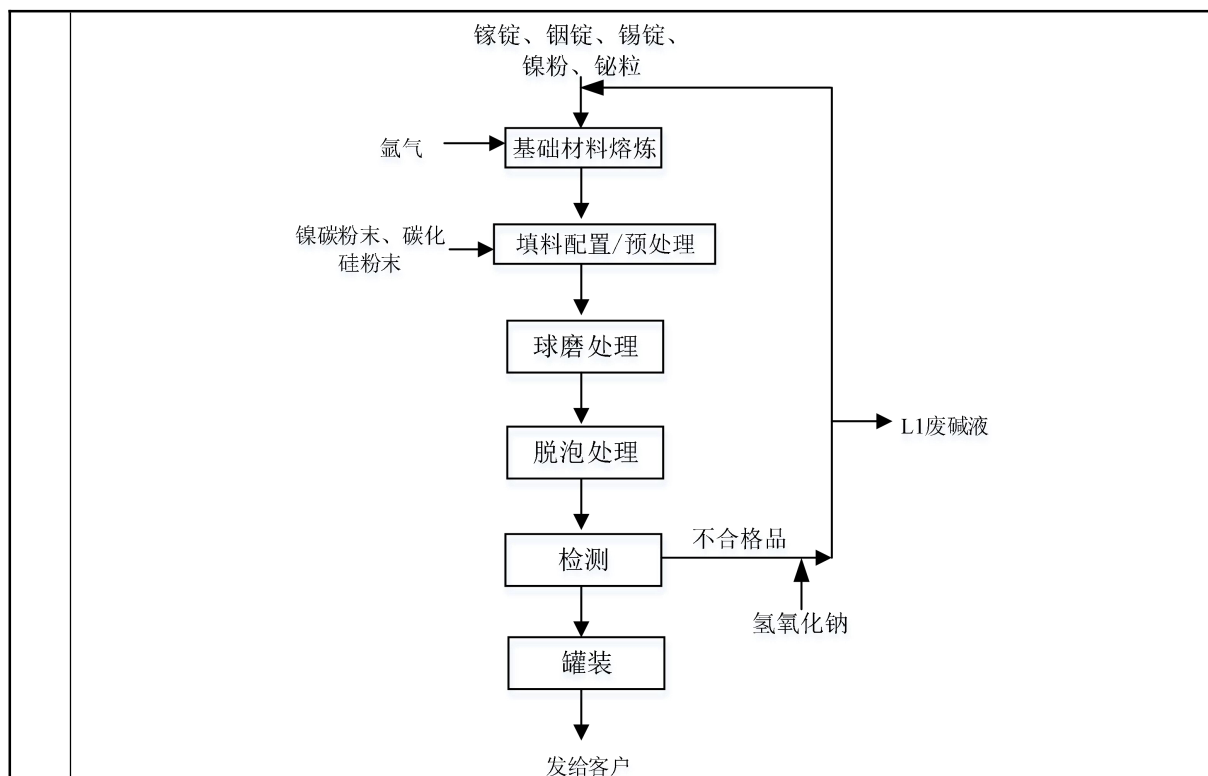 镓锭、铟锭、锡锭、
镍粉、铋粒
氩气
基础材料熔炼
镍碳粉末、碳化
硅粉末
填料配置/预处理
球磨处理
脱泡处理
L1废碱液
检测
不合格品
氢氧化钠
罐装
发给客户